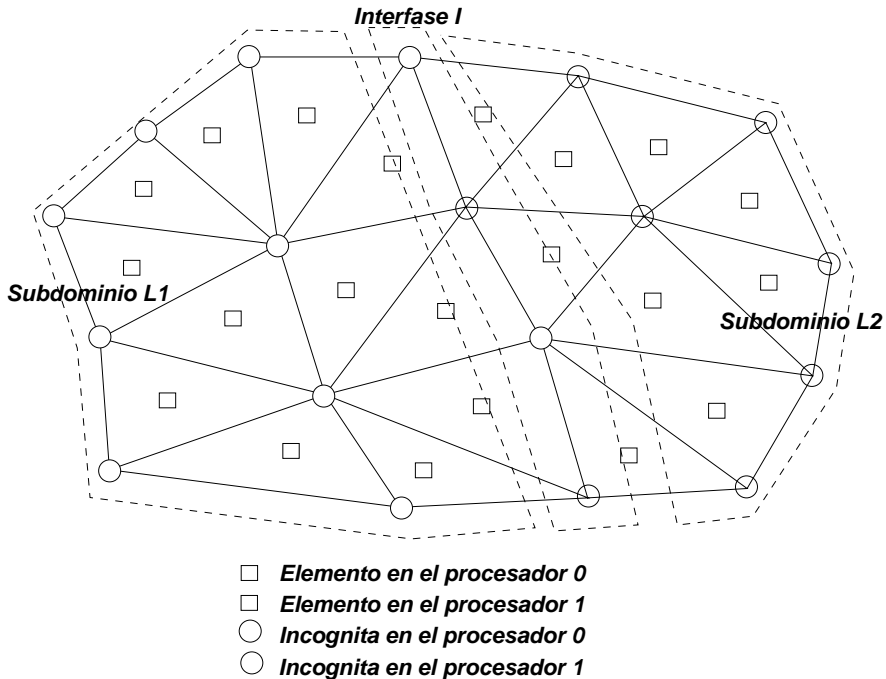 Interfase I
Subdominio L1
Subdominio L2
Elemento en el procesador 0
Elemento en el procesador 1
Incognita en el procesador 0
Incognita en el procesador 1